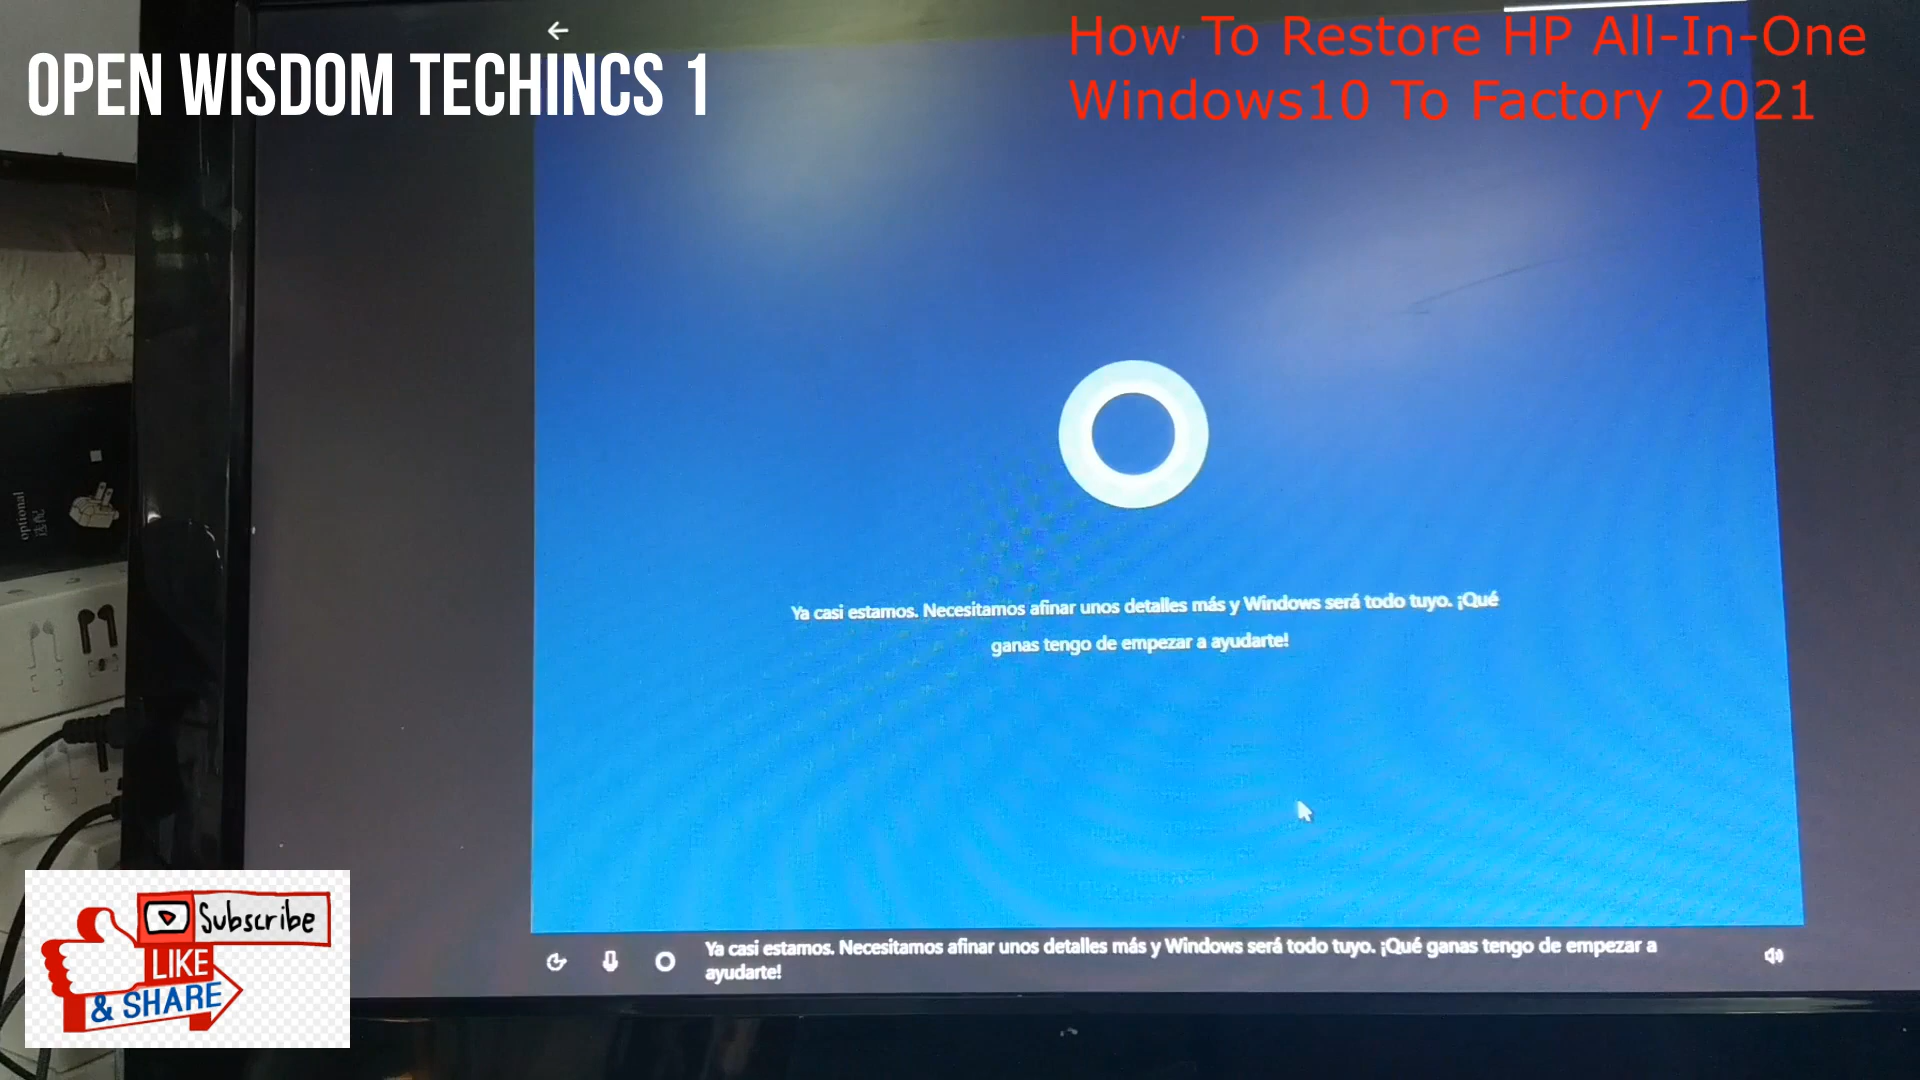 How To Restore HP All-In-One
Windows10 To Factory 2021
OPEN WISDOM TECHINCS 1
Ya casi estamos. Necesitamos afinar unos detalles más y Windows será todo tuyo. ¡Qué
ganas tengo de empezar a ayudarte!
Ya casi estamos. Necesitamos afinar unos detalles más y Windows será todo tuyo. ¡Qué ganas tengo de empezar a
ayudarte!
optional
选配
Subscribe
LIKE
& SHARE